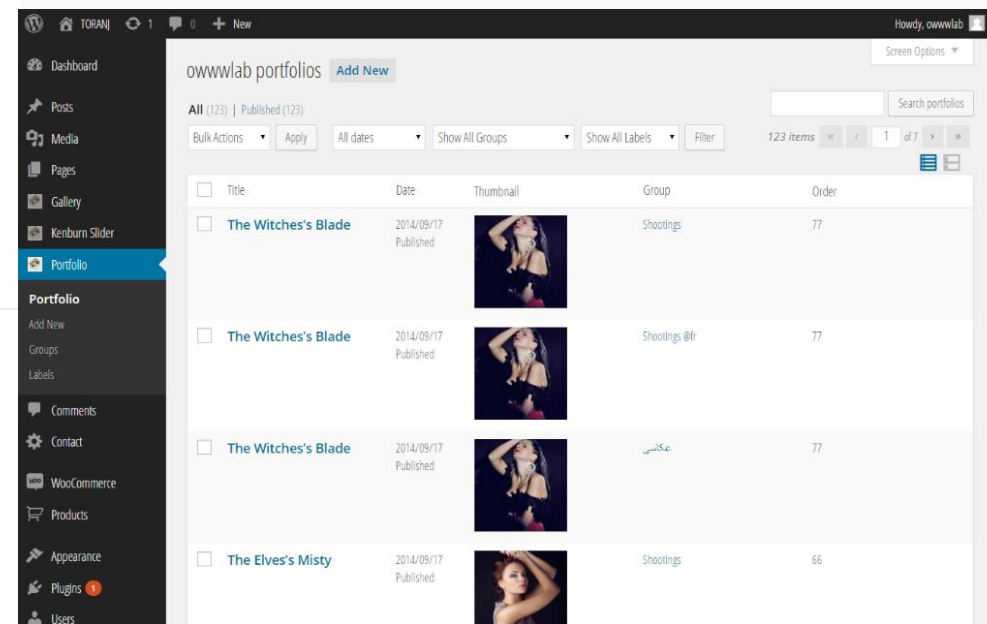 TORANJ 1 0 + New
Howdy, owwwlab
Dashboard
Posts
Media
Pages
Gallery
Kenburn Slider
Portfolio
Portfolio
Add New
Groups
Labels
Comments
Contact
WooCommerce
Products
Appearance
Plugins 1
Users
Screen Options ▼
owwwlab portfolios Add New
All (123) | Published (123)
Search portfolios
Bulk Actions Apply All dates Show All Groups Show All Labels Filter 123 items « ‹ 1 of 7 › »
Title Date Thumbnail Group Order
The Witches's Blade 2014/09/17 Shootings 77
Published
The Witches's Blade 2014/09/17 Shootings @fr 77
Published
The Witches's Blade 2014/09/17 عکاسی 77
Published
The Elves's Misty 2014/09/17 Shootings 66
Published